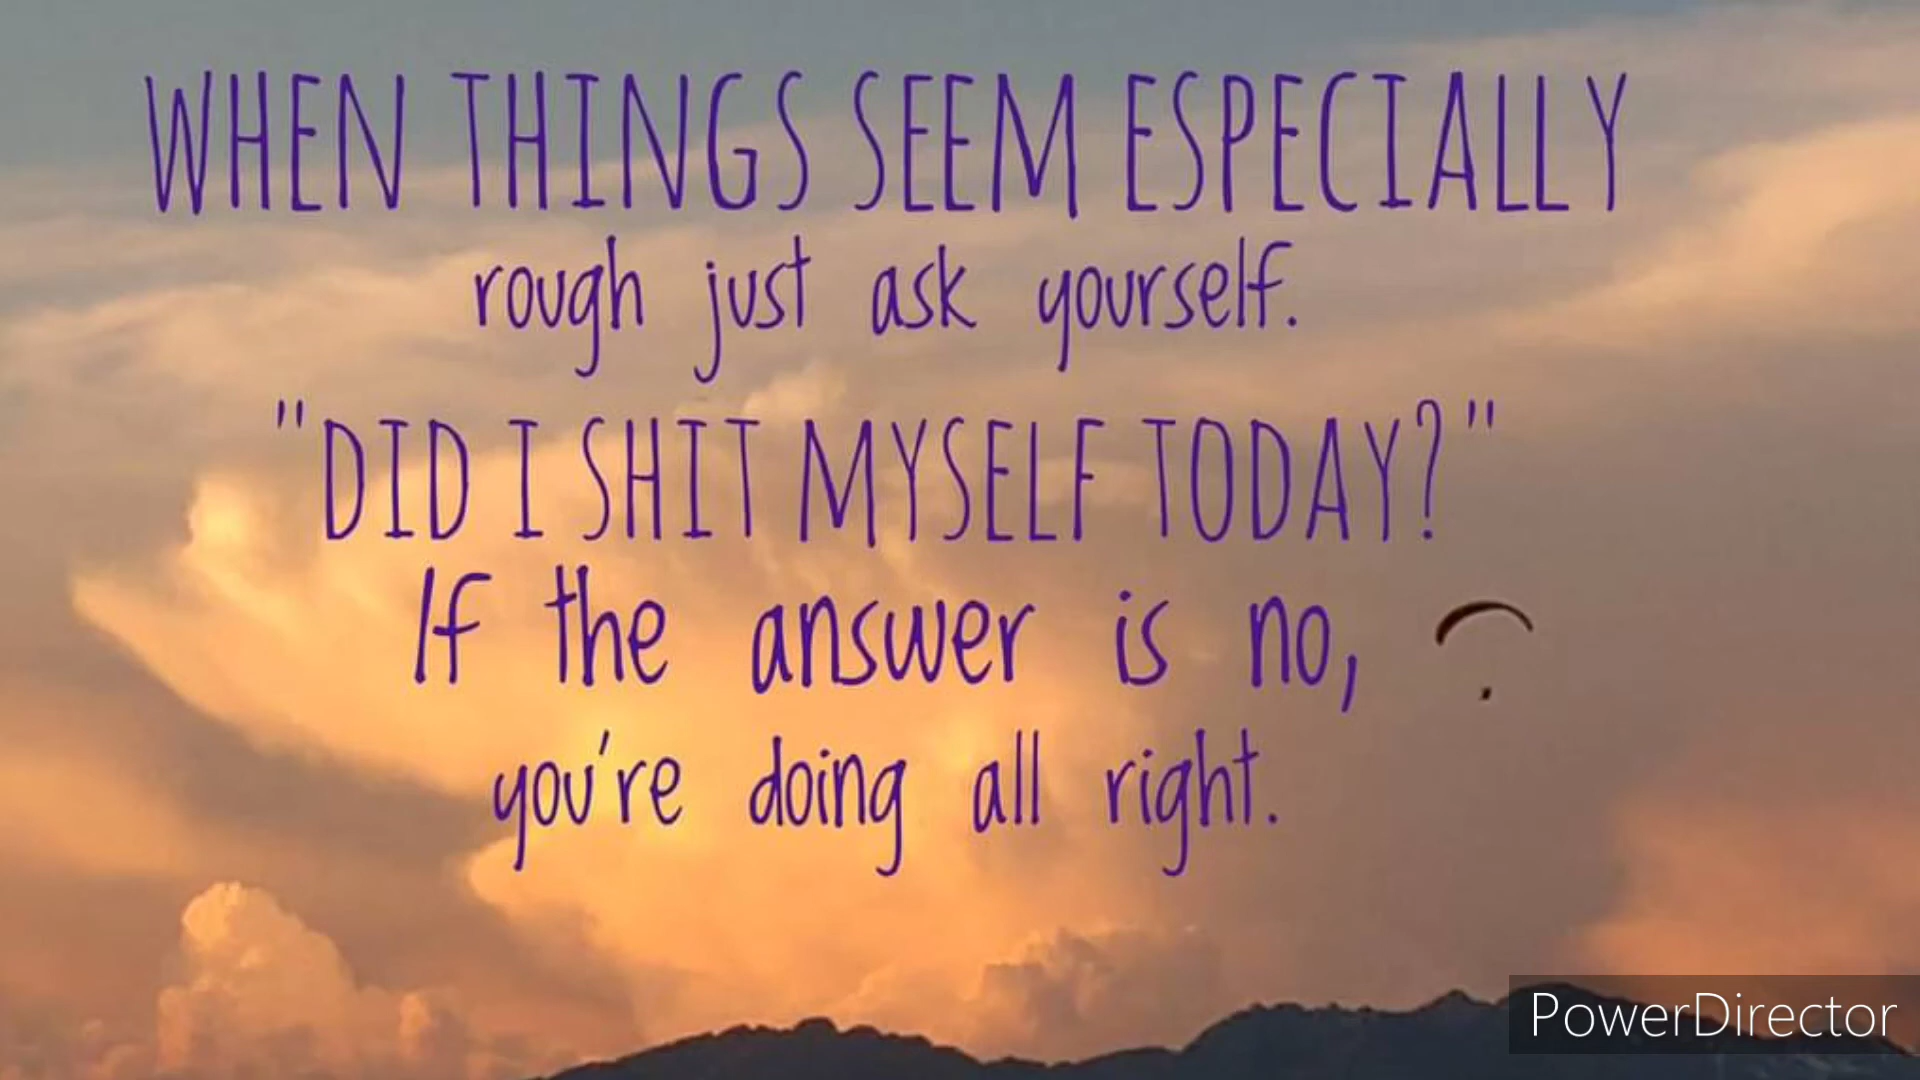 WHEN THINGS SEEM ESPECIALLY
rough just ask yourself.
"DID I SHIT MYSELF TODAY?"
If the answer is no,
you're doing all right.
PowerDirector